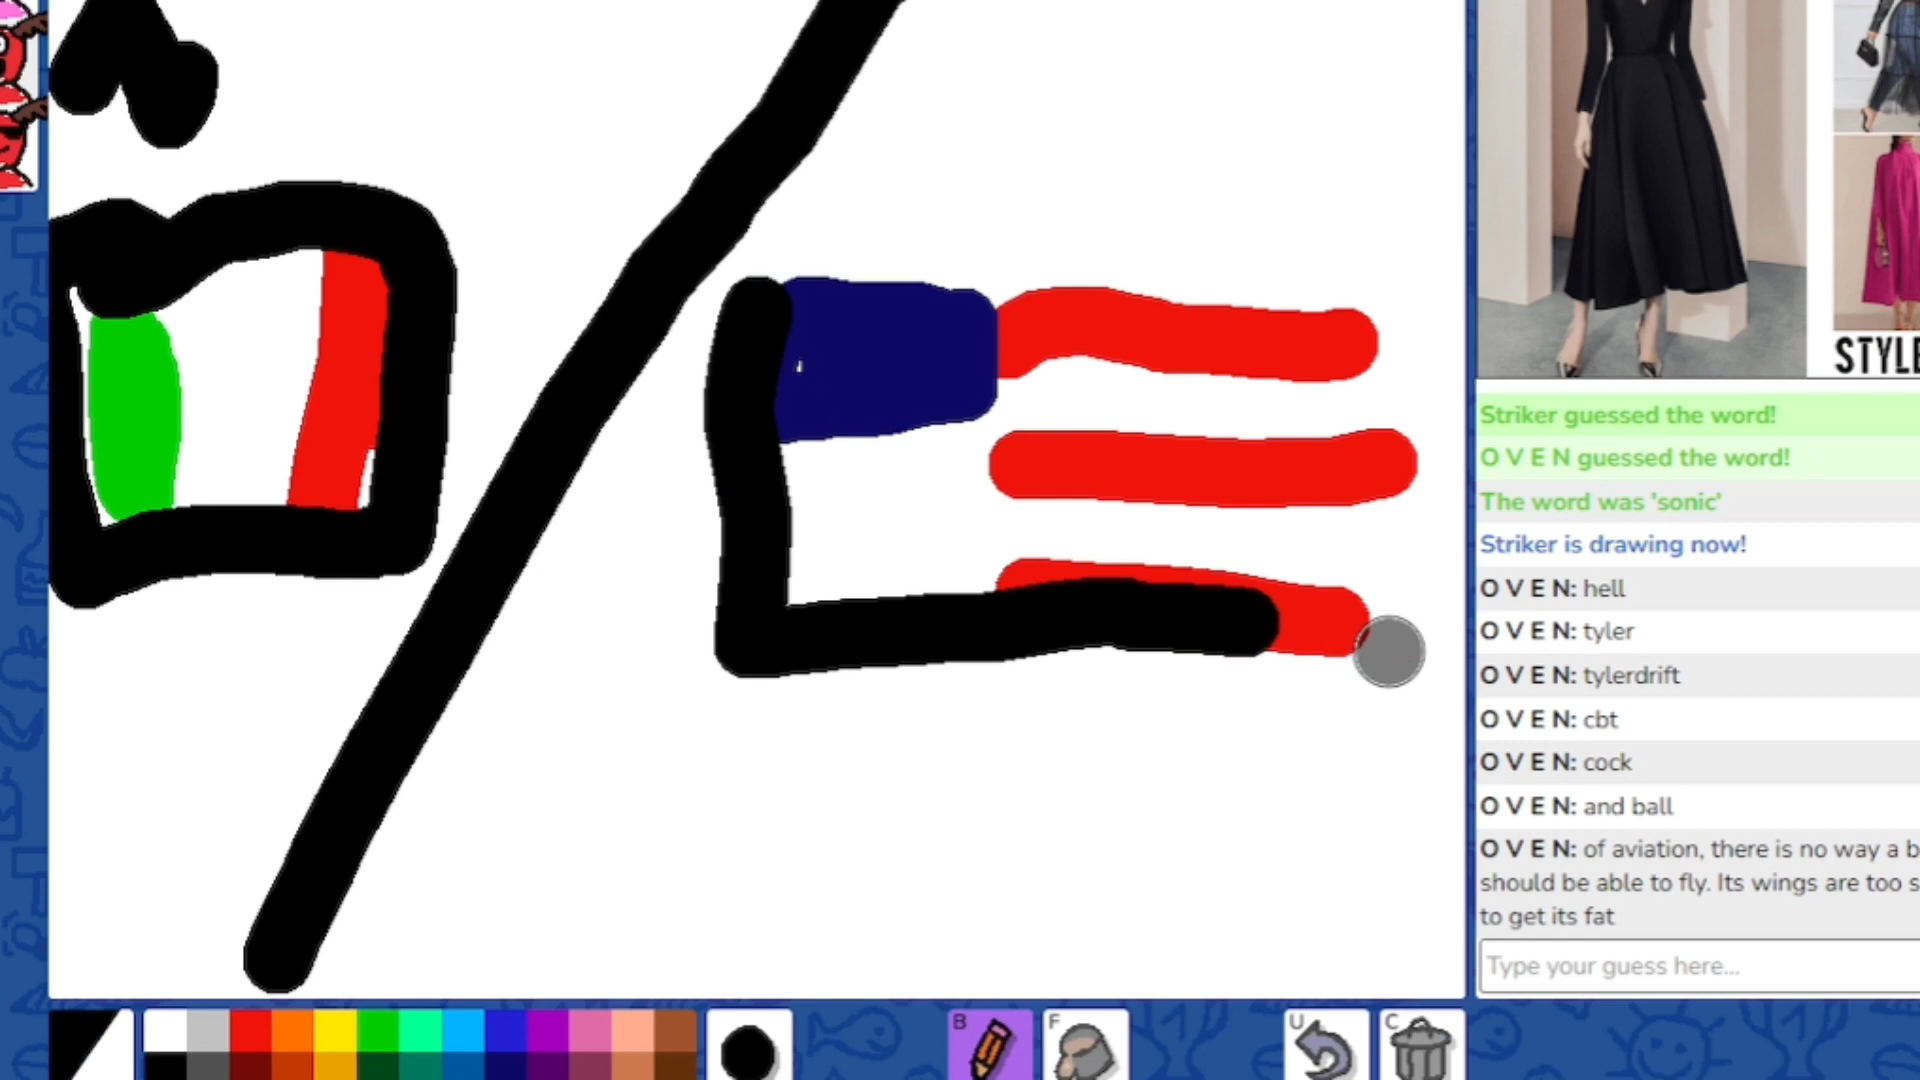 STYLE
Striker guessed the word!
O V E N guessed the word!
The word was 'sonic'
Striker is drawing now!
O V E N: hell
O V E N: tyler
O V E N: tylerdrift
O V E N: cbt
O V E N: cock
O V E N: and ball
O V E N: of aviation, there is no way a b
should be able to fly. Its wings are too s
to get its fat
Type your guess here...
B F U C